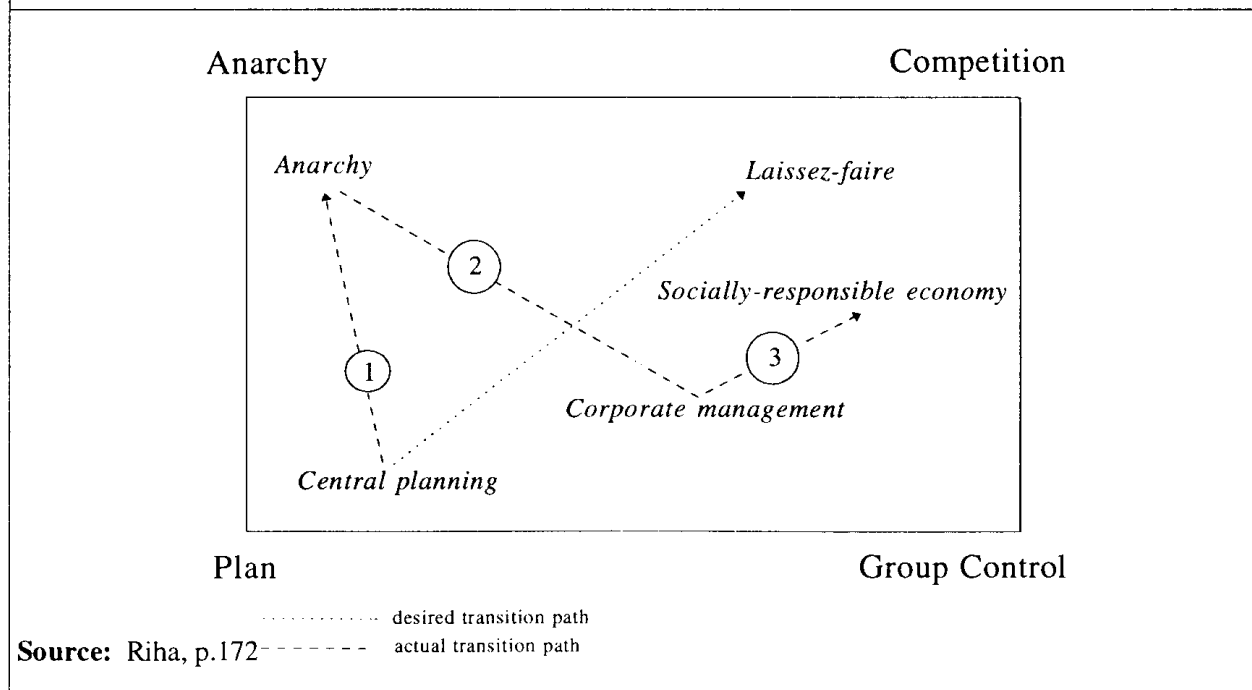 Anarchy Competition
Anarchy Laissez-faire
2
Socially-responsible economy
3
1
Corporate management
Central planning
Plan Group Control
desired transition path
Source: Riha, p.172 actual transition path